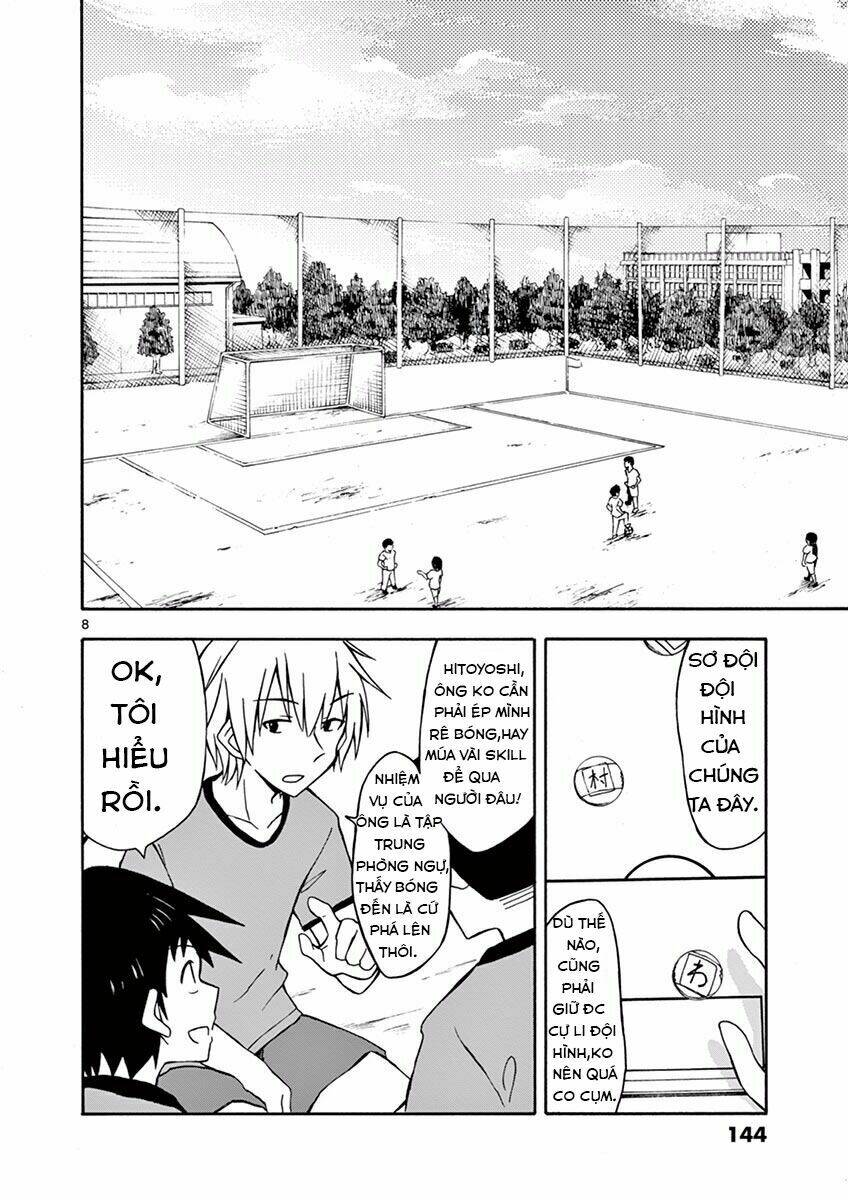 8
SƠ ĐỘI
ĐỘI
HÌNH
CỦA
CHÚNG
TA ĐÂY.
村
DÙ THẾ
NÀO,
CŨNG
PHẢI
GIỮ ĐC
CỰ LI ĐỘI
HÌNH,KO
NÊN QUÁ
CO CỤM.
わ
HITOYOSHI,
ÔNG KO CẦN
PHẢI ÉP MÌNH
RÊ BÓNG,HAY
MÚA VÀI SKILL
ĐỂ QUA
NGƯỜI ĐÂU!
NHIỆM
VỤ CỦA
ÔNG LÀ TẬP
TRUNG
PHÒNG NGỰ,
THẤY BÓNG
ĐẾN LÀ CỨ
PHÁ LÊN
THÔI.
OK,
TÔI
HIỂU
RỒI.
144